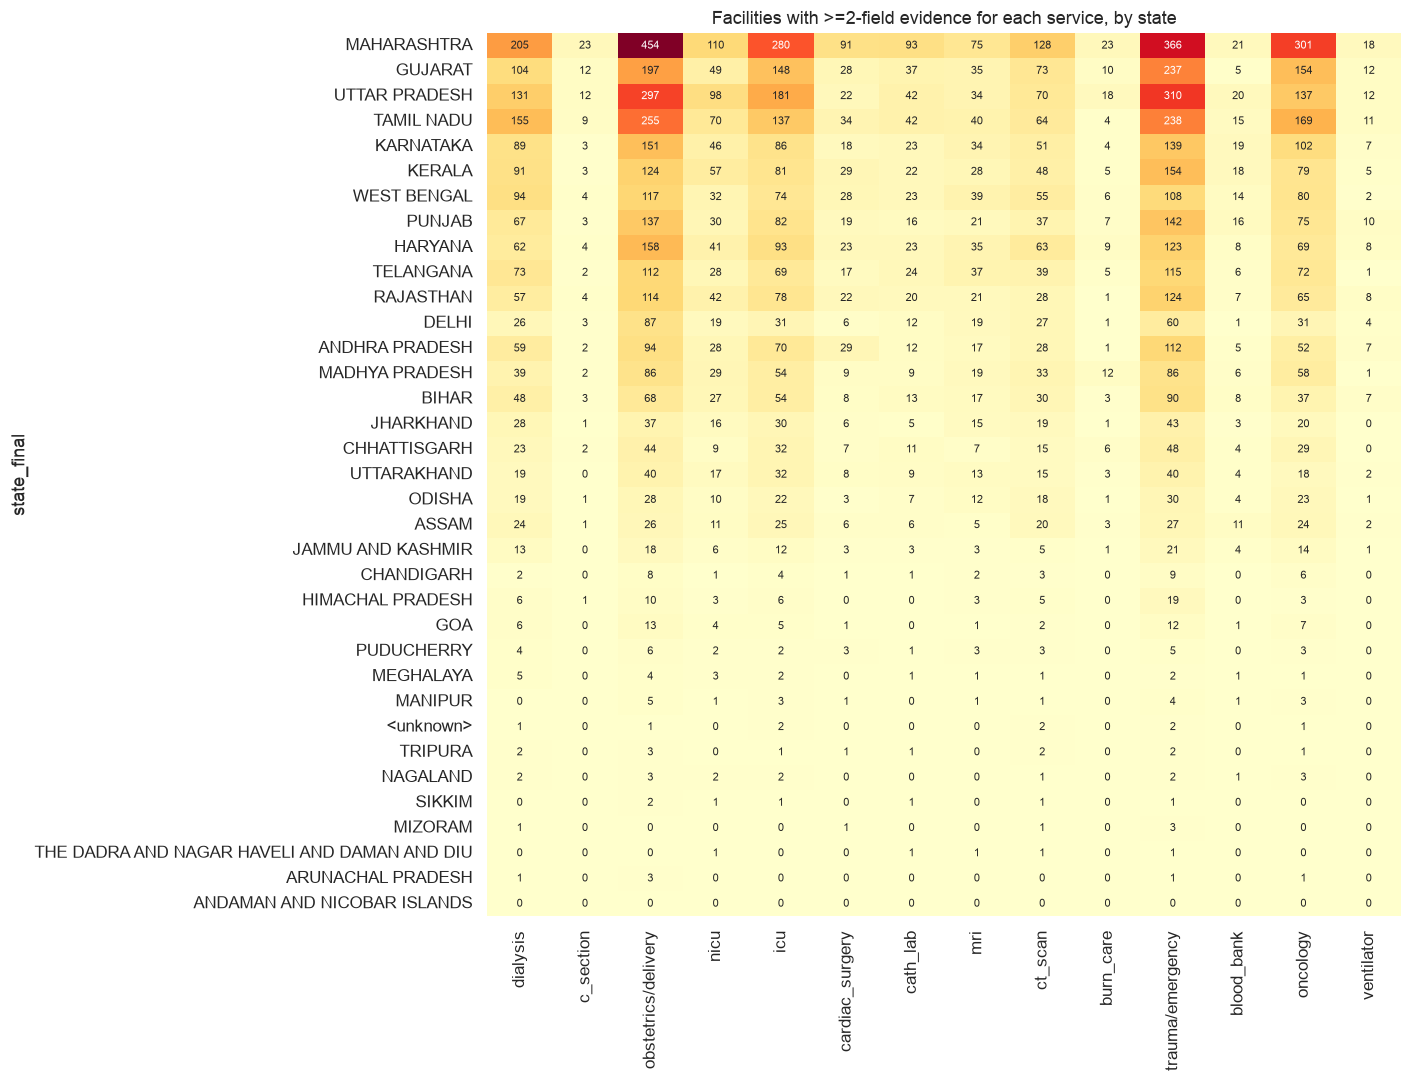 Facilities with >=2-field evidence for each service, by state
MAHARASHTRA 205 23 454 110 280 91 93 75 128 23 366 21 301 18
GUJARAT 104 12 197 49 148 28 37 35 73 10 237 5 154 12
UTTAR PRADESH 131 12 297 98 181 22 42 34 70 18 310 20 137 12
TAMIL NADU 155 9 255 70 137 34 42 40 64 4 238 15 169 11
KARNATAKA 89 3 151 46 86 18 23 34 51 4 139 19 102 7
KERALA 91 3 124 57 81 29 22 28 48 5 154 18 79 5
WEST BENGAL 94 4 117 32 74 28 23 39 55 6 108 14 80 2
PUNJAB 67 3 137 30 82 19 16 21 37 7 142 16 75 10
HARYANA 62 4 158 41 93 23 23 35 63 9 123 8 69 8
TELANGANA 73 2 112 28 69 17 24 37 39 5 115 6 72 1
RAJASTHAN 57 4 114 42 78 22 20 21 28 1 124 7 65 8
DELHI 26 3 87 19 31 6 12 19 27 1 60 1 31 4
ANDHRA PRADESH 59 2 94 28 70 29 12 17 28 1 112 5 52 7
MADHYA PRADESH 39 2 86 29 54 9 9 19 33 12 86 6 58 1
BIHAR 48 3 68 27 54 8 13 17 30 3 90 8 37 7
JHARKHAND 28 1 37 16 30 6 5 15 19 1 43 3 20 0
CHHATTISGARH 23 2 44 9 32 7 11 7 15 6 48 4 29 0
UTTARAKHAND 19 0 40 17 32 8 9 13 15 3 40 4 18 2
ODISHA 19 1 28 10 22 3 7 12 18 1 30 4 23 1
ASSAM 24 1 26 11 25 6 6 5 20 3 27 11 24 2
JAMMU AND KASHMIR 13 0 18 6 12 3 3 3 5 1 21 4 14 1
CHANDIGARH 2 0 8 1 4 1 1 2 3 0 9 0 6 0
HIMACHAL PRADESH 6 1 10 3 6 0 0 3 5 0 19 0 3 0
GOA 6 0 13 4 5 1 0 1 2 0 12 1 7 0
PUDUCHERRY 4 0 6 2 2 3 1 3 3 0 5 0 3 0
MEGHALAYA 5 0 4 3 2 0 1 1 1 0 2 1 1 0
MANIPUR 0 0 5 1 3 1 0 1 1 0 4 1 3 0
<unknown> 1 0 1 0 2 0 0 0 2 0 2 0 1 0
TRIPURA 2 0 3 0 1 1 1 0 2 0 2 0 1 0
NAGALAND 2 0 3 2 2 0 0 0 1 0 2 1 3 0
SIKKIM 0 0 2 1 1 0 1 0 1 0 1 0 0 0
MIZORAM 1 0 0 0 0 1 0 0 1 0 3 0 0 0
THE DADRA AND NAGAR HAVELI AND DAMAN AND DIU 0 0 0 1 0 0 1 1 1 0 1 0 0 0
ARUNACHAL PRADESH 1 0 3 0 0 0 0 0 0 0 1 0 1 0
ANDAMAN AND NICOBAR ISLANDS 0 0 0 0 0 0 0 0 0 0 0 0 0 0
state_final
dialysis
c_section
obstetrics/delivery
nicu
icu
cardiac_surgery
cath_lab
mri
ct_scan
burn_care
trauma/emergency
blood_bank
oncology
ventilator